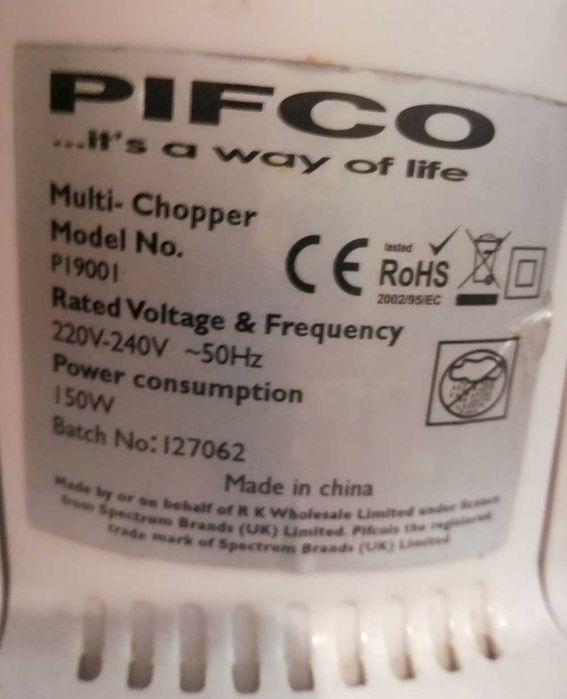 PIFCO
...it's a way of life
Multi- Chopper
Model No.
P19001
CE
tested
RoHS
2002/95/EC
Rated Voltage & Frequency
220V-240V ~50Hz
Power consumption
150W
Batch No: 127062
Made in china
Made by or on behalf of R K Wholesale Limited under licence
from Spectrum Brands (UK) Limited. Pifcois the registered
trade mark of Spectrum Brands (UK) Limited